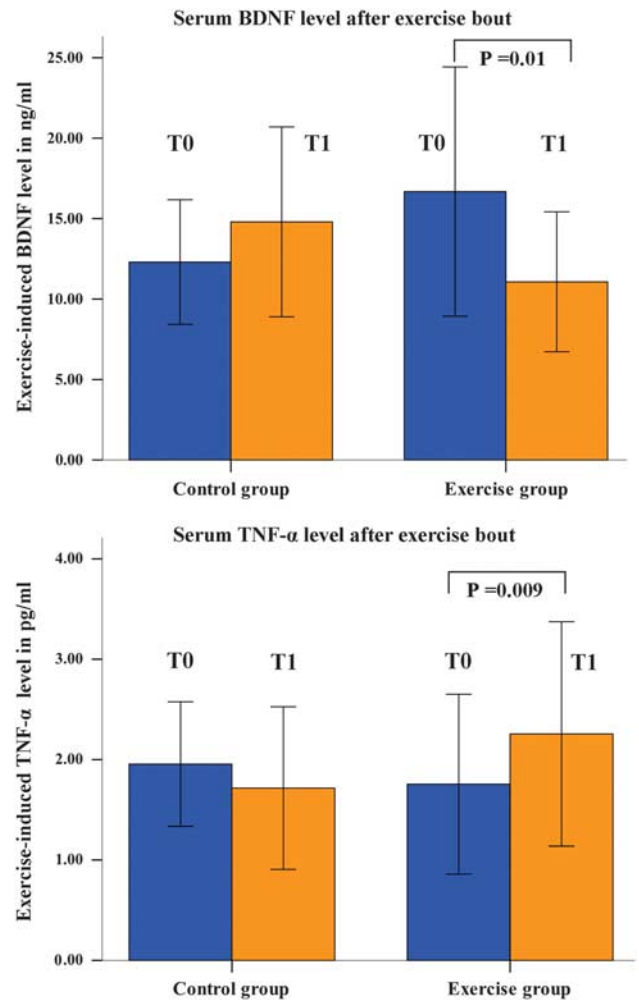 Serum BDNF level after exercise bout
P =0.01
25.00
20.00
15.00
10.00
5.00
0.00
Exercise-induced BDNF level in ng/ml
T0
T1
T0
T1
Control group
Exercise group
Serum TNF-α level after exercise bout
P =0.009
4.00
3.00
2.00
1.00
0.00
Exercise-induced TNF-α level in pg/ml
T0
T1
T0
T1
Control group
Exercise group